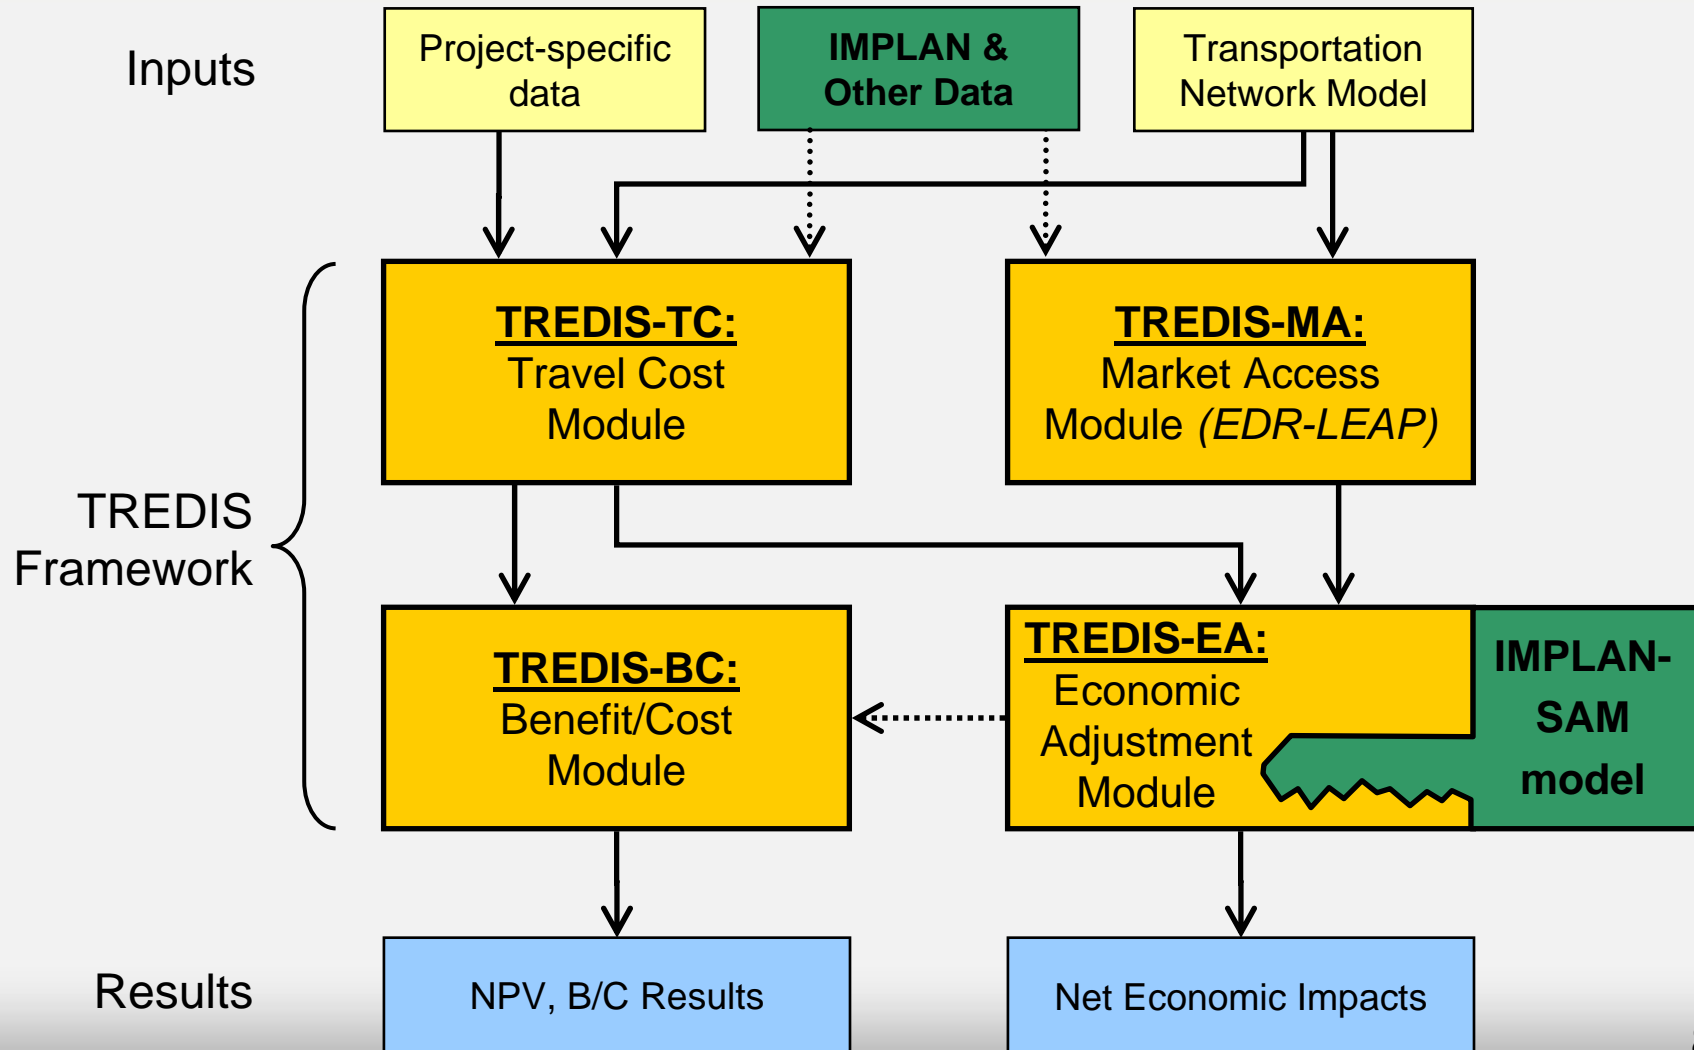 Inputs
Project-specific
data
IMPLAN &
Other Data
Transportation
Network Model
TREDIS
Framework
TREDIS-TC:
Travel Cost
Module
TREDIS-MA:
Market Access
Module (EDR-LEAP)
TREDIS-BC:
Benefit/Cost
Module
TREDIS-EA:
Economic
Adjustment
Module
IMPLAN-
SAM
model
Results
NPV, B/C Results
Net Economic Impacts